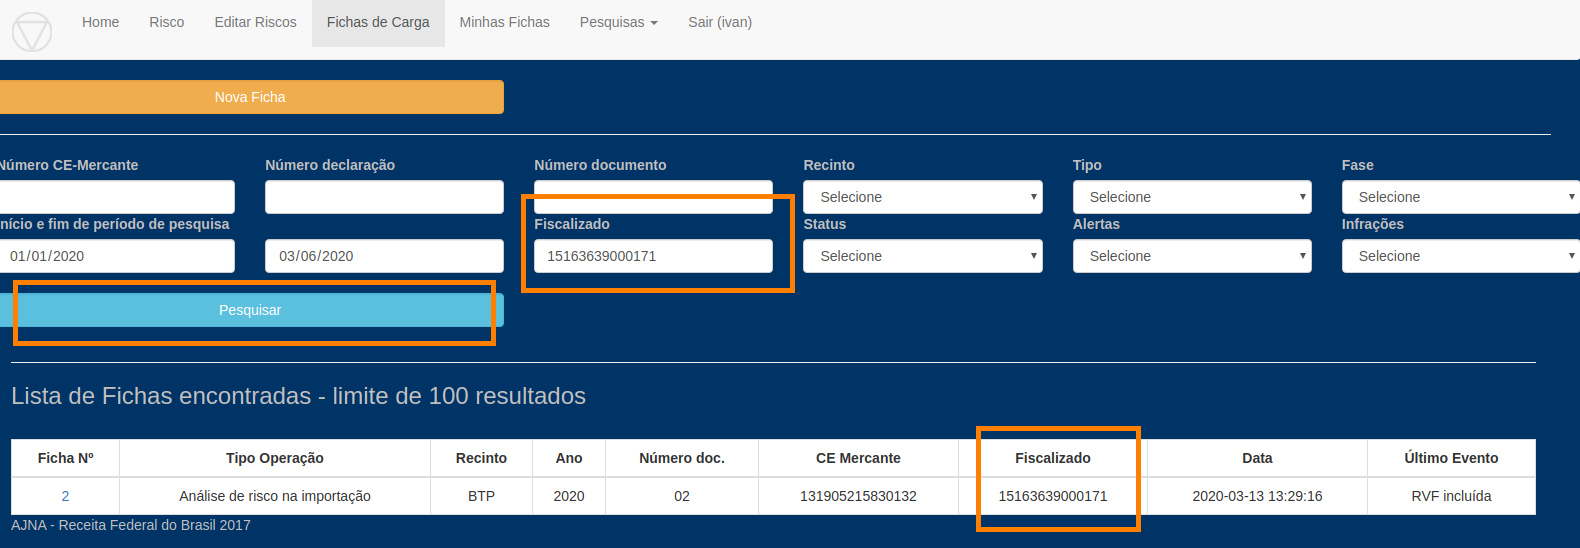 Home Risco Editar Riscos Fichas de Carga Minhas Fichas Pesquisas Sair (ivan)
Nova Ficha
Número CE-Mercante Número declaração Número documento Recinto Tipo Fase
Selecione Selecione Selecione
nício e fim de período de pesquisa Fiscalizado Status Alertas Infrações
01/01/2020 03/06/2020 15163639000171 Selecione Selecione Selecione
Pesquisar
Lista de Fichas encontradas - limite de 100 resultados
Ficha Nº Tipo Operação Recinto Ano Número doc. CE Mercante Fiscalizado Data Último Evento
2 Análise de risco na importação BTP 2020 02 131905215830132 15163639000171 2020-03-13 13:29:16 RVF incluída
AJNA - Receita Federal do Brasil 2017